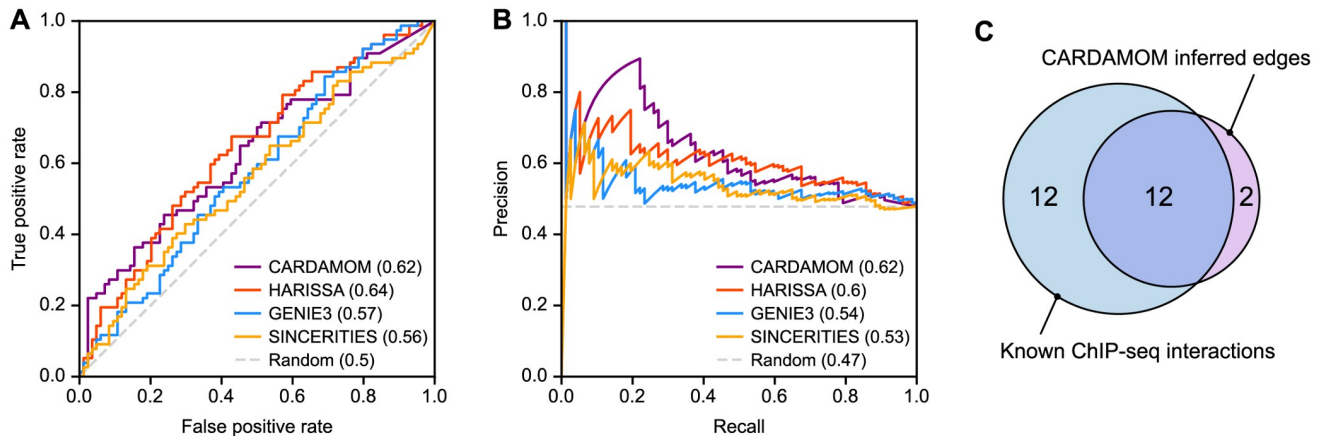 A
True positive rate
1.0
0.8
0.6
0.4
0.2
0.0
CARDAMOM (0.62)
HARISSA (0.64)
GENIE3 (0.57)
SINCERITIES (0.56)
Random (0.5)
0.0 0.2 0.4 0.6 0.8 1.0
False positive rate
B
Precision
1.0
0.8
0.6
0.4
0.2
0.0
CARDAMOM (0.62)
HARISSA (0.6)
GENIE3 (0.54)
SINCERITIES (0.53)
Random (0.47)
0.0 0.2 0.4 0.6 0.8 1.0
Recall
C
CARDAMOM inferred edges
12 12 2
Known ChIP-seq interactions